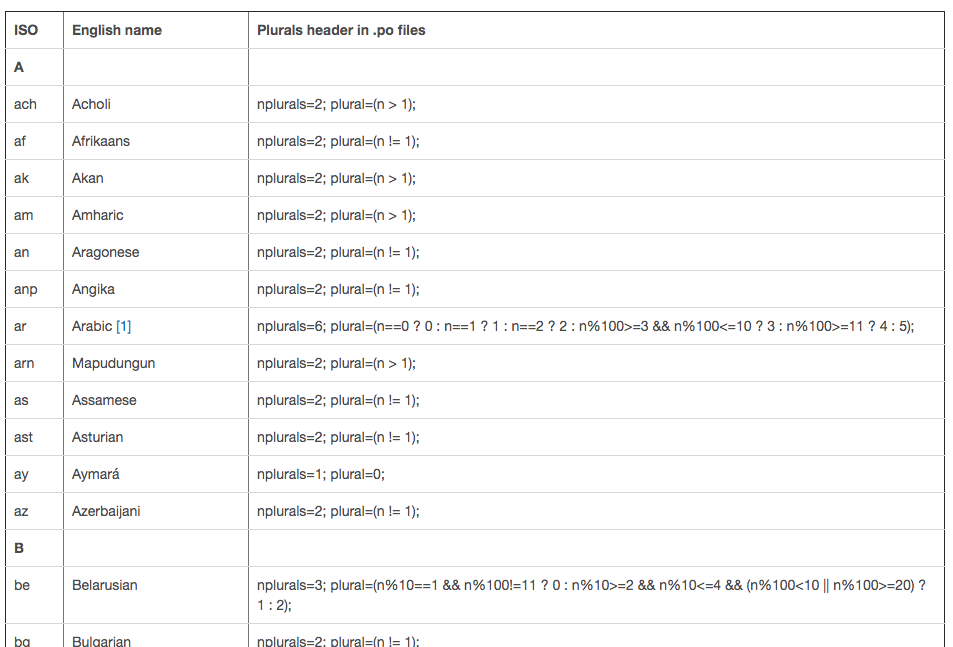 ISO English name Plurals header in .po files
A
ach Acholi nplurals=2; plural=(n > 1);
af Afrikaans nplurals=2; plural=(n != 1);
ak Akan nplurals=2; plural=(n > 1);
am Amharic nplurals=2; plural=(n > 1);
an Aragonese nplurals=2; plural=(n != 1);
anp Angika nplurals=2; plural=(n != 1);
ar Arabic [1] nplurals=6; plural=(n==0 ? 0 : n==1 ? 1 : n==2 ? 2 : n%100>=3 && n%100<=10 ? 3 : n%100>=11 ? 4 : 5);
arn Mapudungun nplurals=2; plural=(n > 1);
as Assamese nplurals=2; plural=(n != 1);
ast Asturian nplurals=2; plural=(n != 1);
ay Aymará nplurals=1; plural=0;
az Azerbaijani nplurals=2; plural=(n != 1);
B
be Belarusian nplurals=3; plural=(n%10==1 && n%100!=11 ? 0 : n%10>=2 && n%10<=4 && (n%100<10 || n%100>=20) ?
1 : 2);
bg Bulgarian nplurals=2; plural=(n != 1);